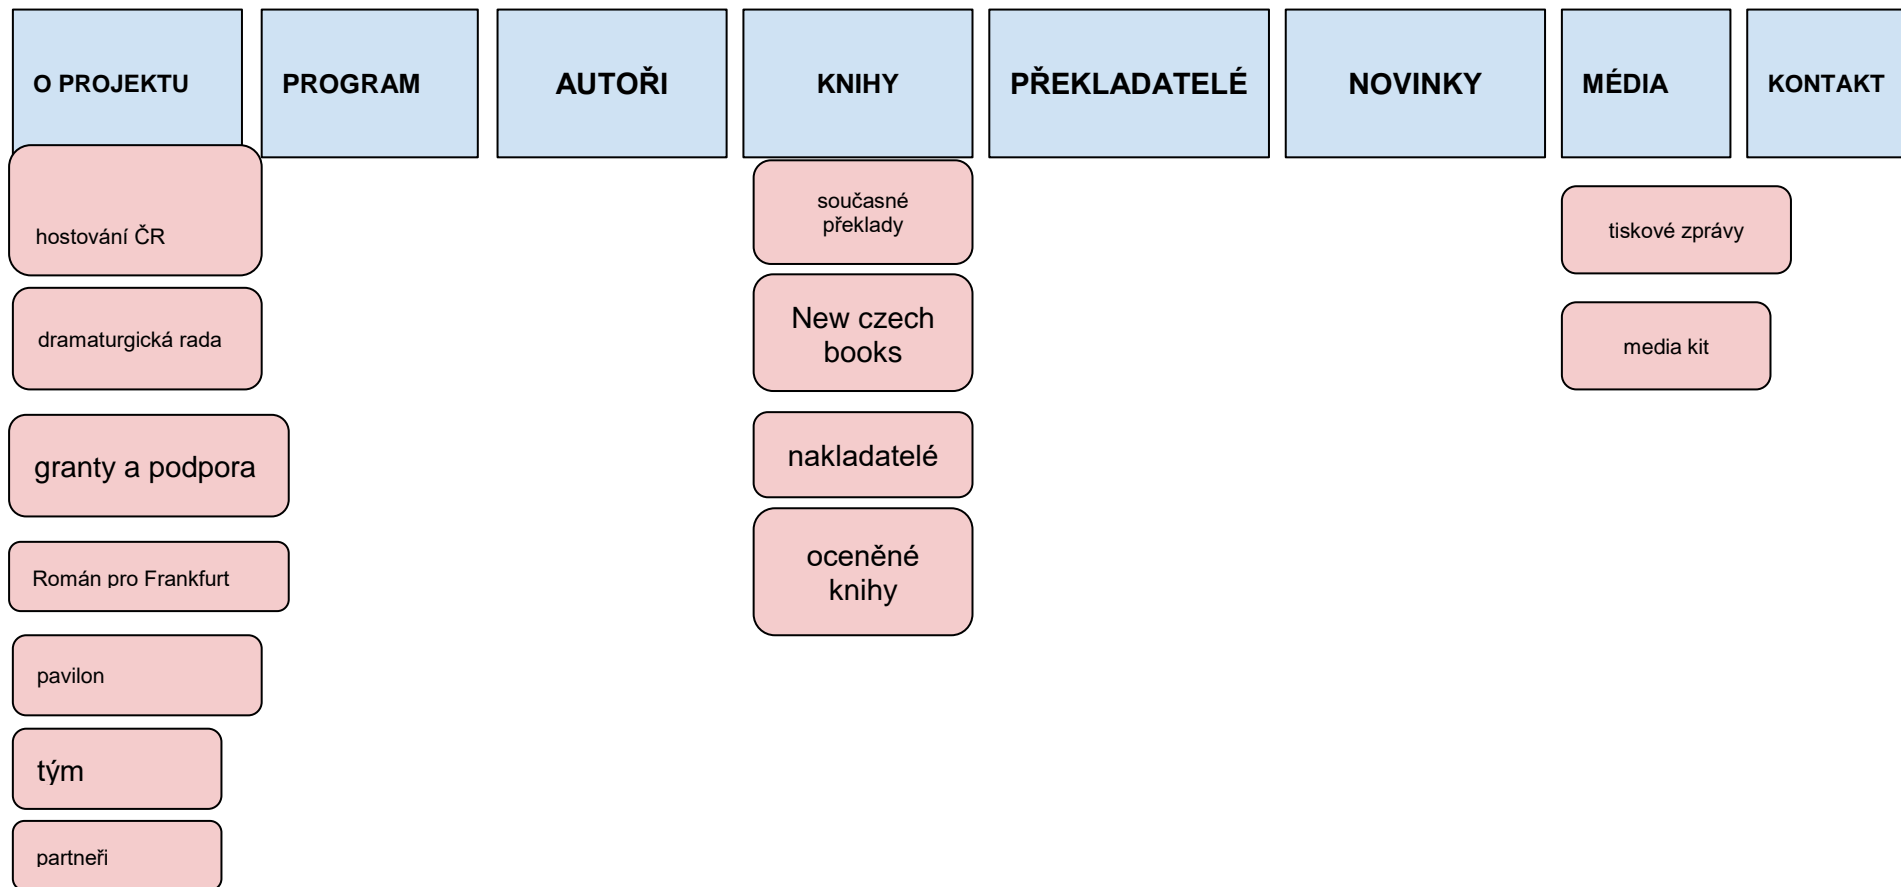 O PROJEKTU
PROGRAM
AUTOŘI
KNIHY
PŘEKLADATELÉ
NOVINKY
MÉDIA
KONTAKT
hostování ČR
dramaturgická rada
granty a podpora
Román pro Frankfurt
pavilon
tým
partneři
současné
překlady
New czech
books
nakladatelé
oceněné
knihy
tiskové zprávy
media kit